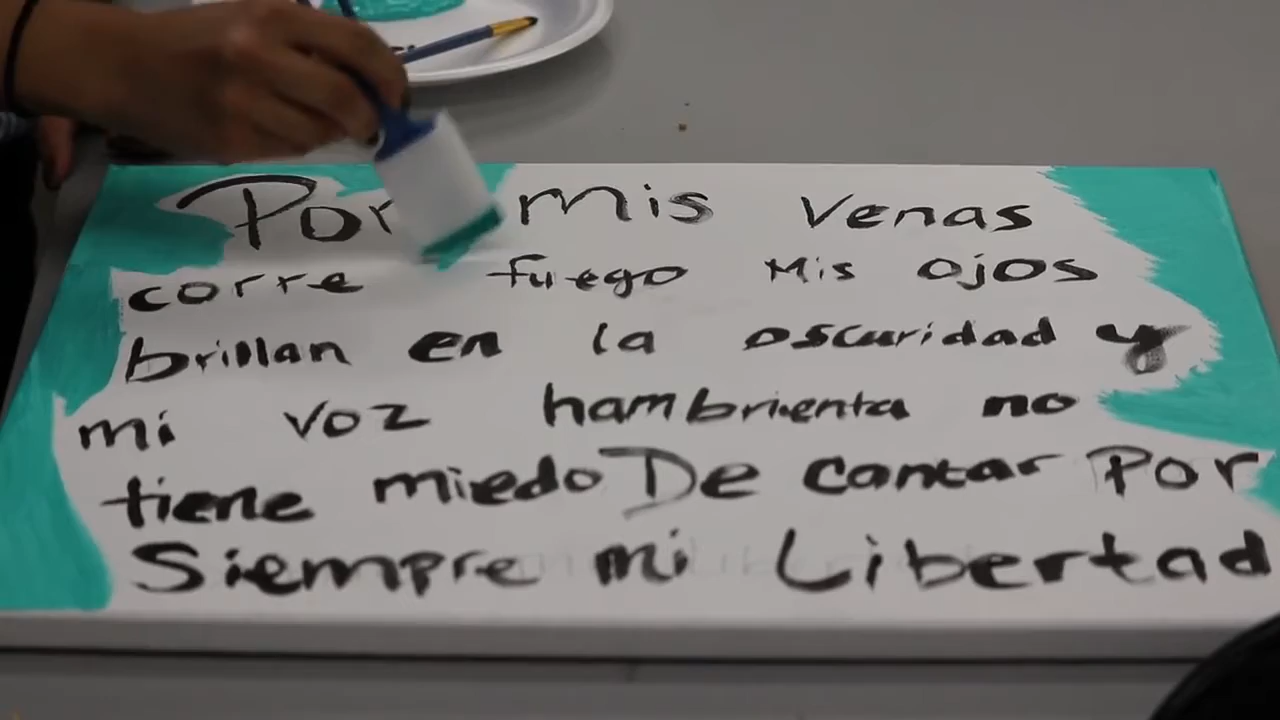 Por mis venas
corre fuego Mis ojos
brillan en la oscuridad y
mi voz hambrienta no
tiene miedo De cantar Por
Siempre mi Libertad